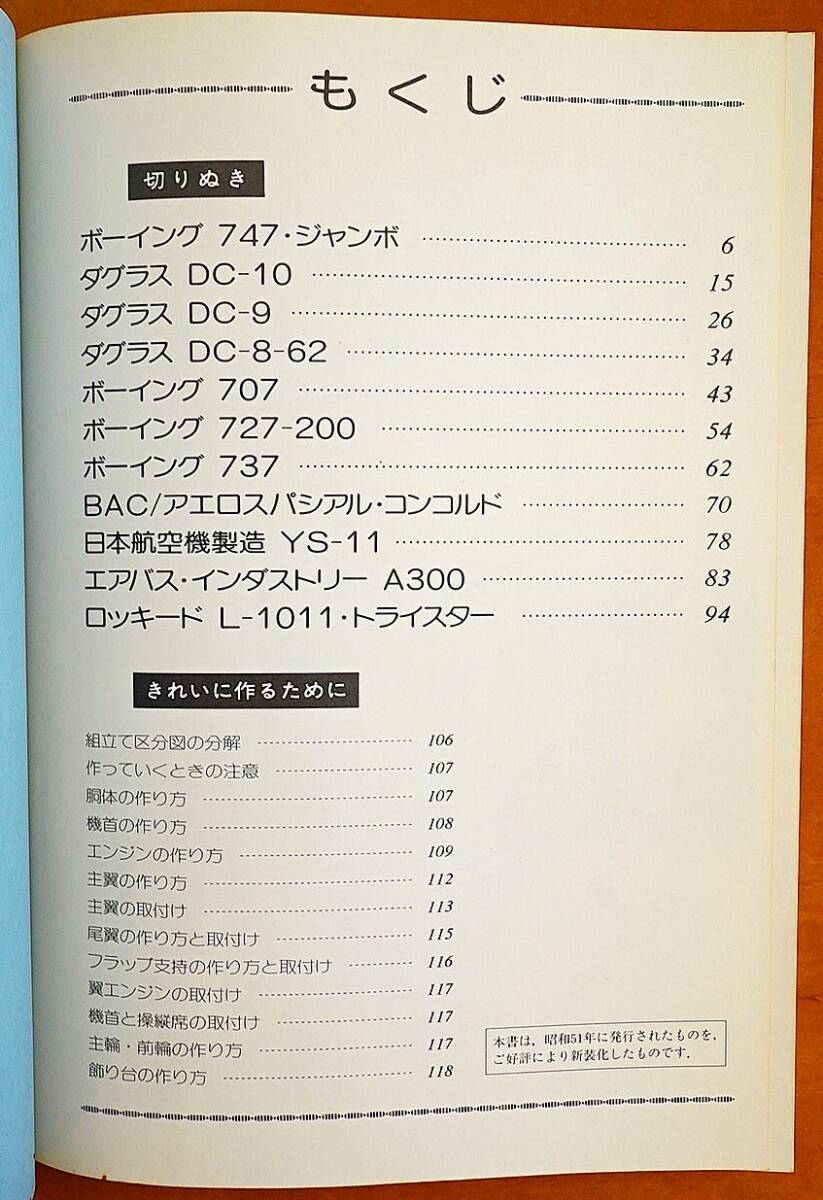 もくじ
切りぬき
ボーイング 747・ジャンボ 6
ダグラス DC-10 15
ダグラス DC-9 26
ダグラス DC-8-62 34
ボーイング 707 43
ボーイング 727-200 54
ボーイング 737 62
BAC/アエロスパシアル・コンコルド 70
日本航空機製造 YS-11 78
エアバス・インダストリー A300 83
ロッキード L-1011・トライスター 94
きれいに作るために
組立て区分図の分解 106
作っていくときの注意 107
胴体の作り方 107
機首の作り方 108
エンジンの作り方 109
主翼の作り方 112
主翼の取付け 113
尾翼の作り方と取付け 115
フラップ支持の作り方と取付け 116
翼エンジンの取付け 117
機首と操縦席の取付け 117
主輪・前輪の作り方 117
飾り台の作り方 118
本書は，昭和51年に発行されたものを，
ご好評により新装化したものです．